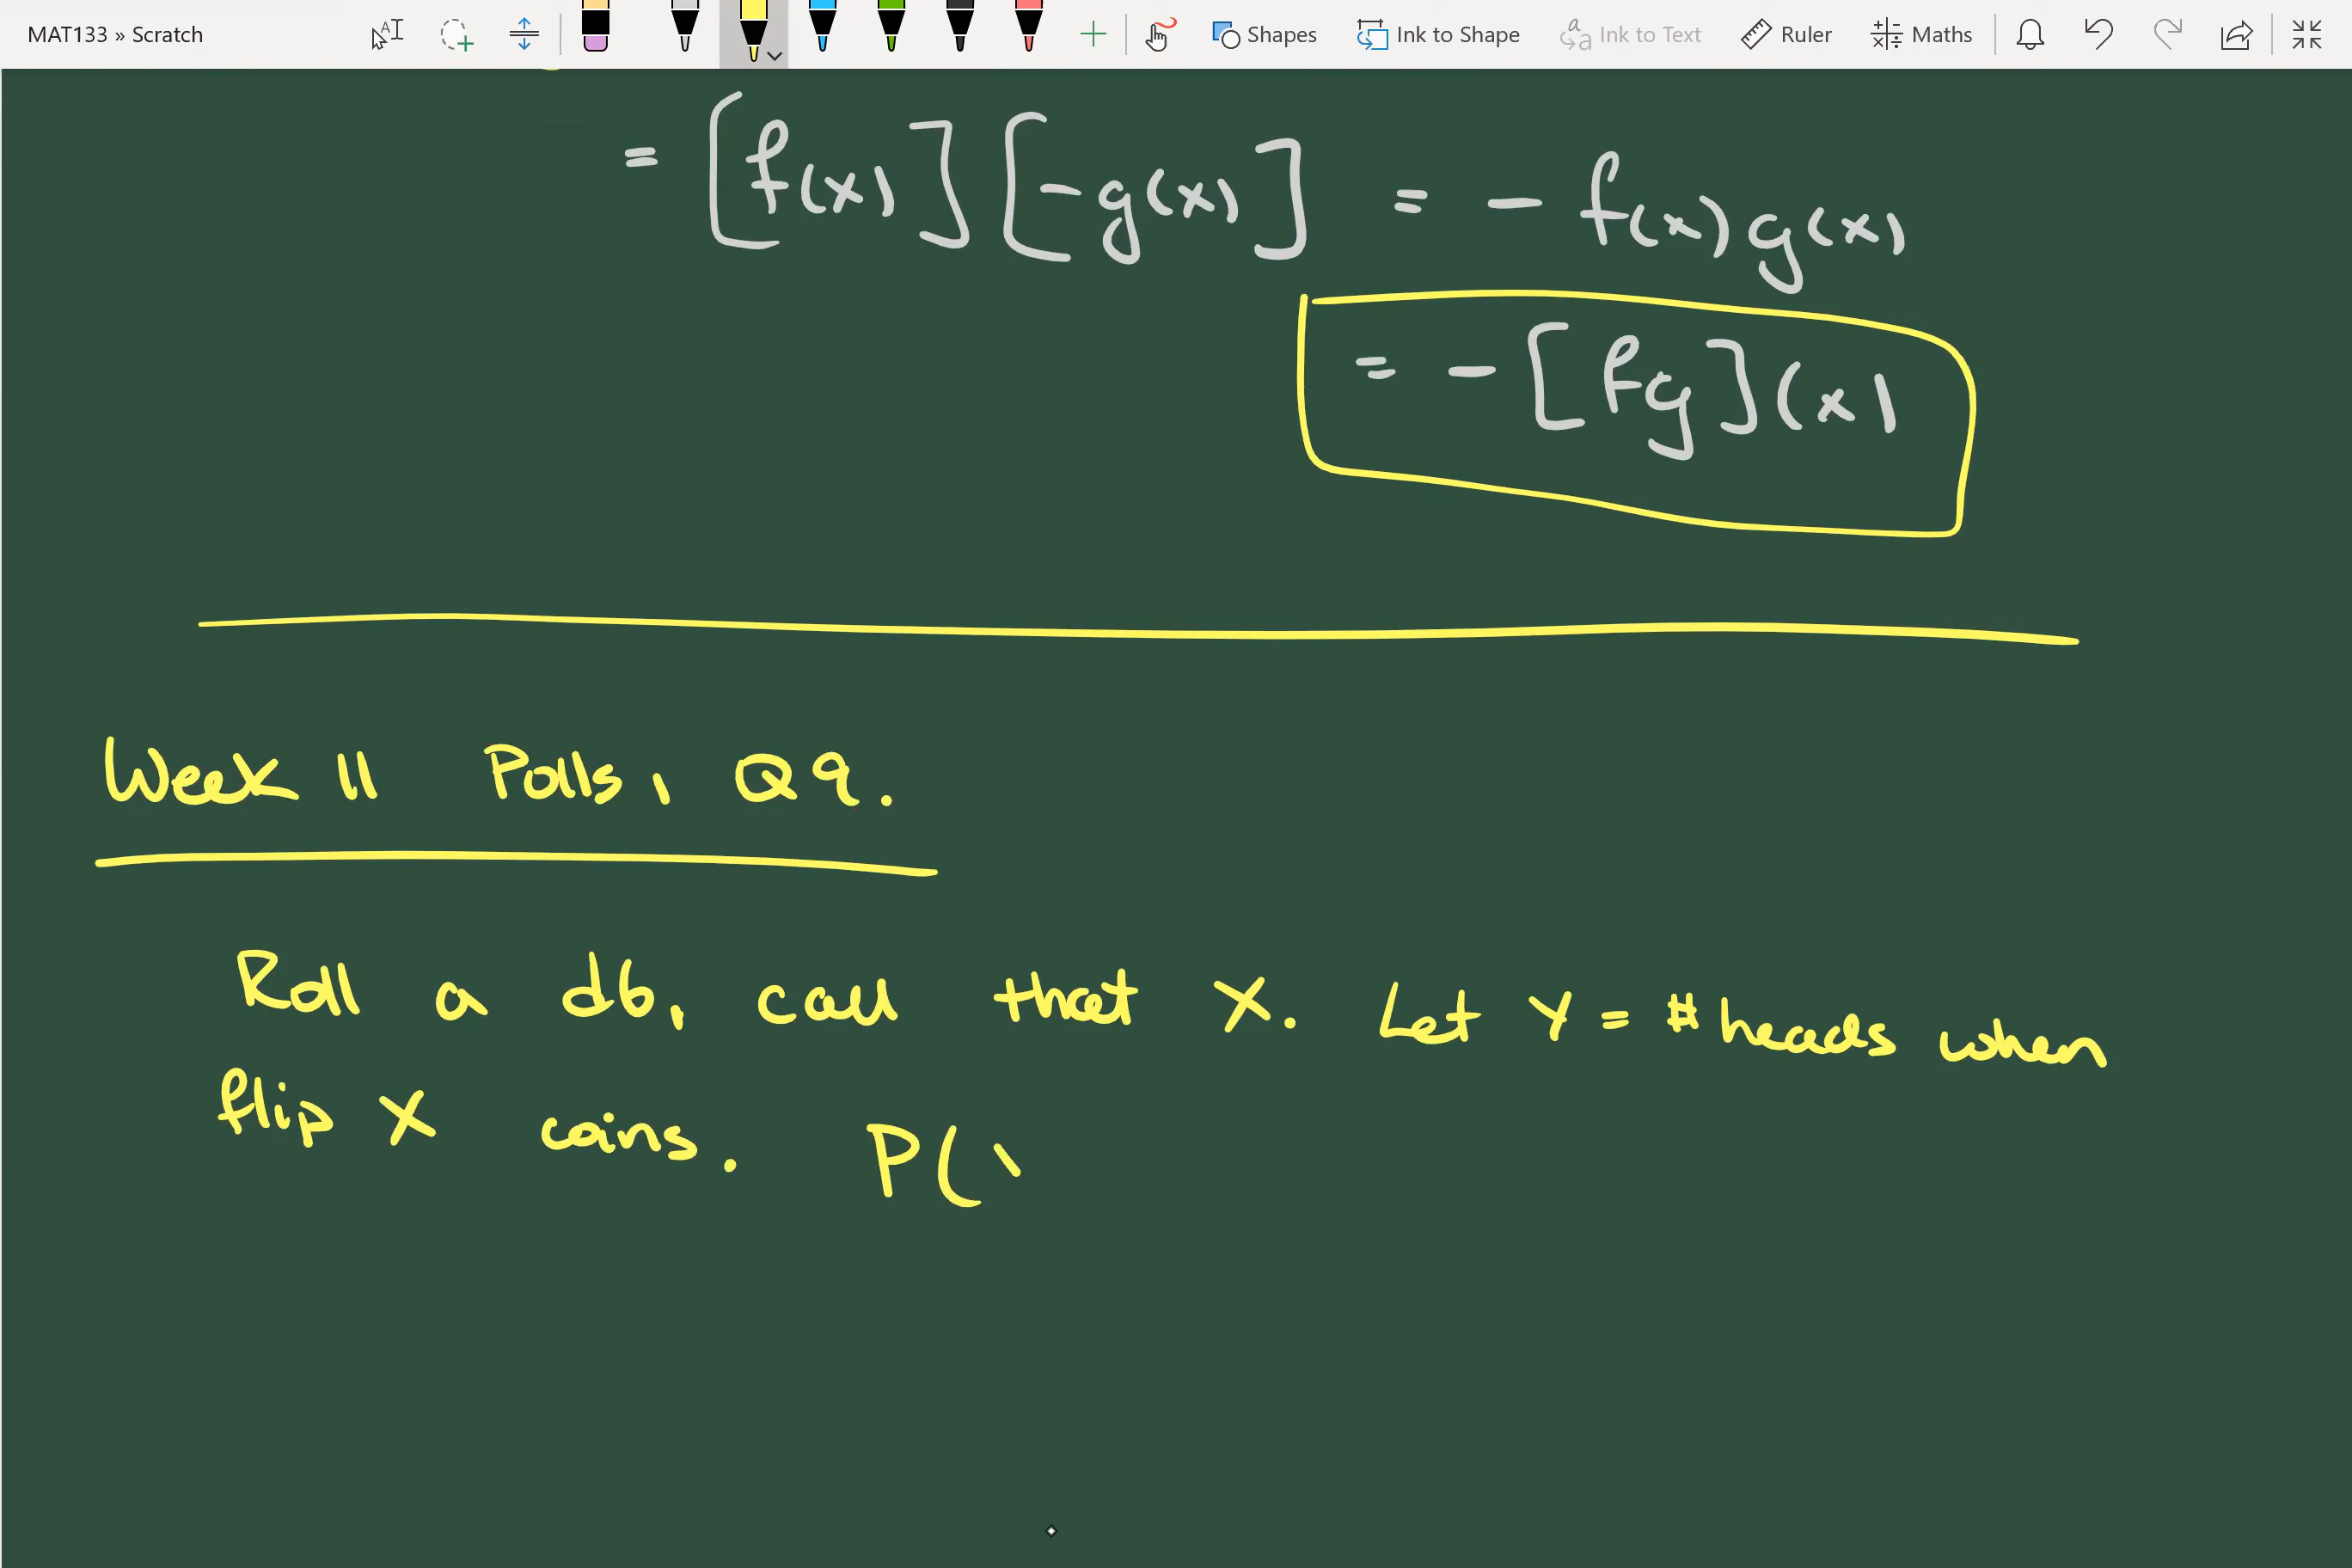 MAT133 » Scratch
Shapes Ink to Shape Ink to Text Ruler Maths
= [f(x)][-g(x)] = - f(x)g(x)
= - [fg](x)
Week 11 Polls, Q9.
Roll a d6, call that X. Let Y = # heads when
flip X coins. P(